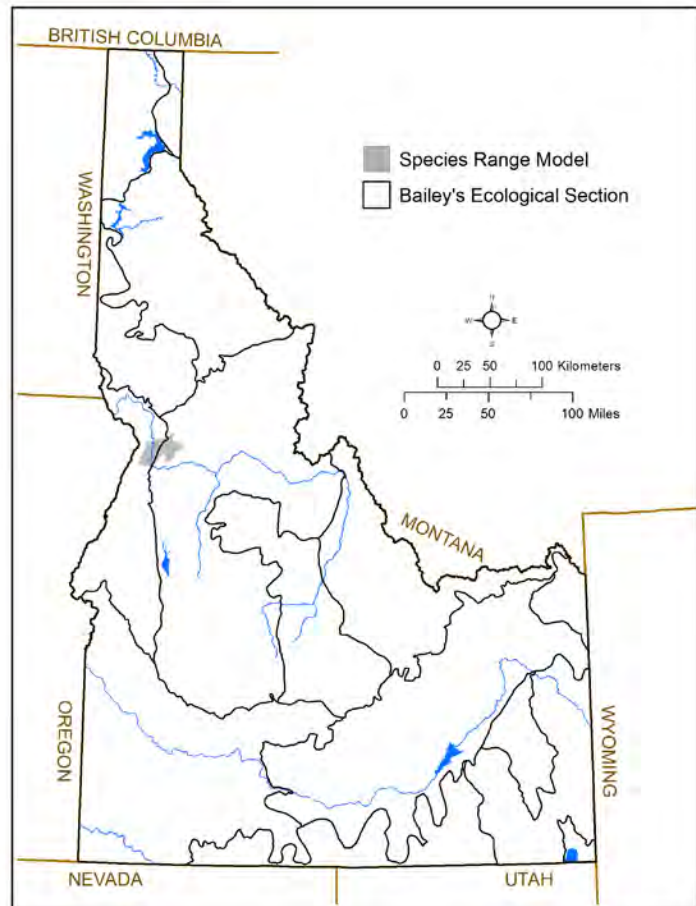 BRITISH COLUMBIA
WASHINGTON
Species Range Model
Bailey's Ecological Section
N
W E
S
0 25 50 100 Kilometers
0 25 50 100 Miles
MONTANA
OREGON
WYOMING
NEVADA
UTAH